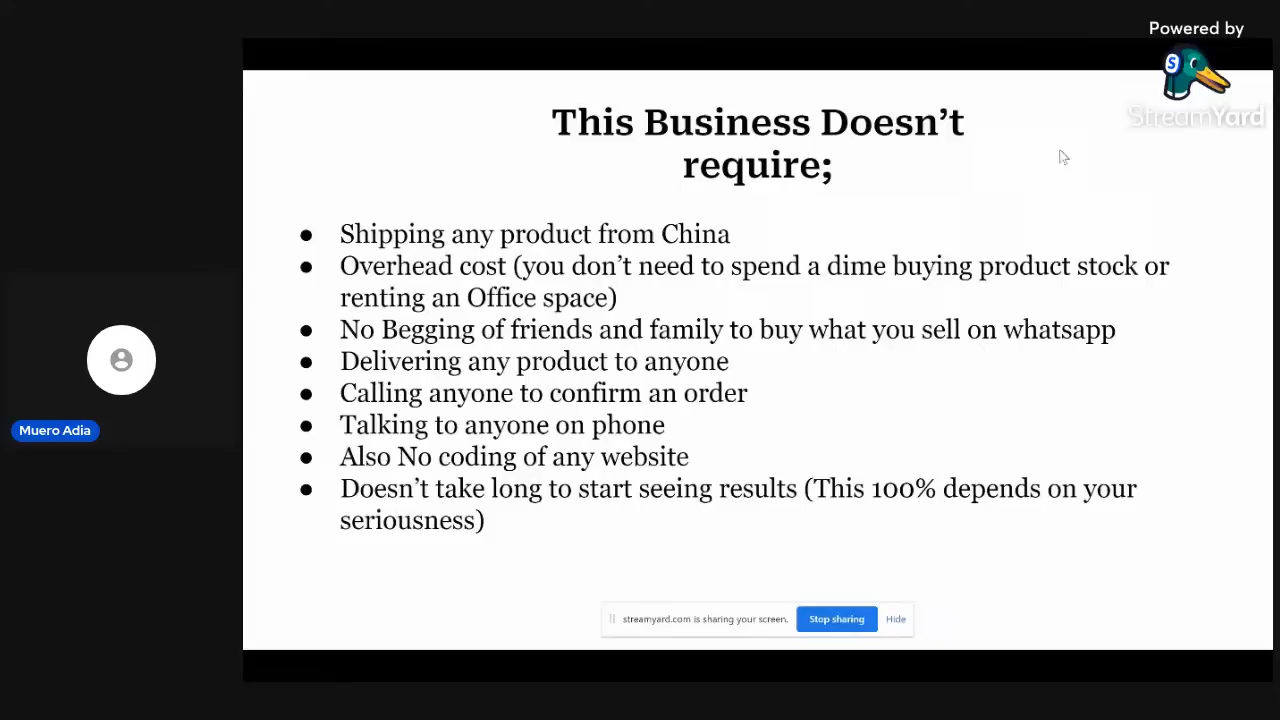 Powered by
S
StreamYard
This Business Doesn’t
require;
● Shipping any product from China
● Overhead cost (you don’t need to spend a dime buying product stock or
renting an Office space)
● No Begging of friends and family to buy what you sell on whatsapp
● Delivering any product to anyone
● Calling anyone to confirm an order
● Talking to anyone on phone
● Also No coding of any website
● Doesn’t take long to start seeing results (This 100% depends on your
seriousness)
Muero Adia
streamyard.com is sharing your screen. Stop sharing Hide